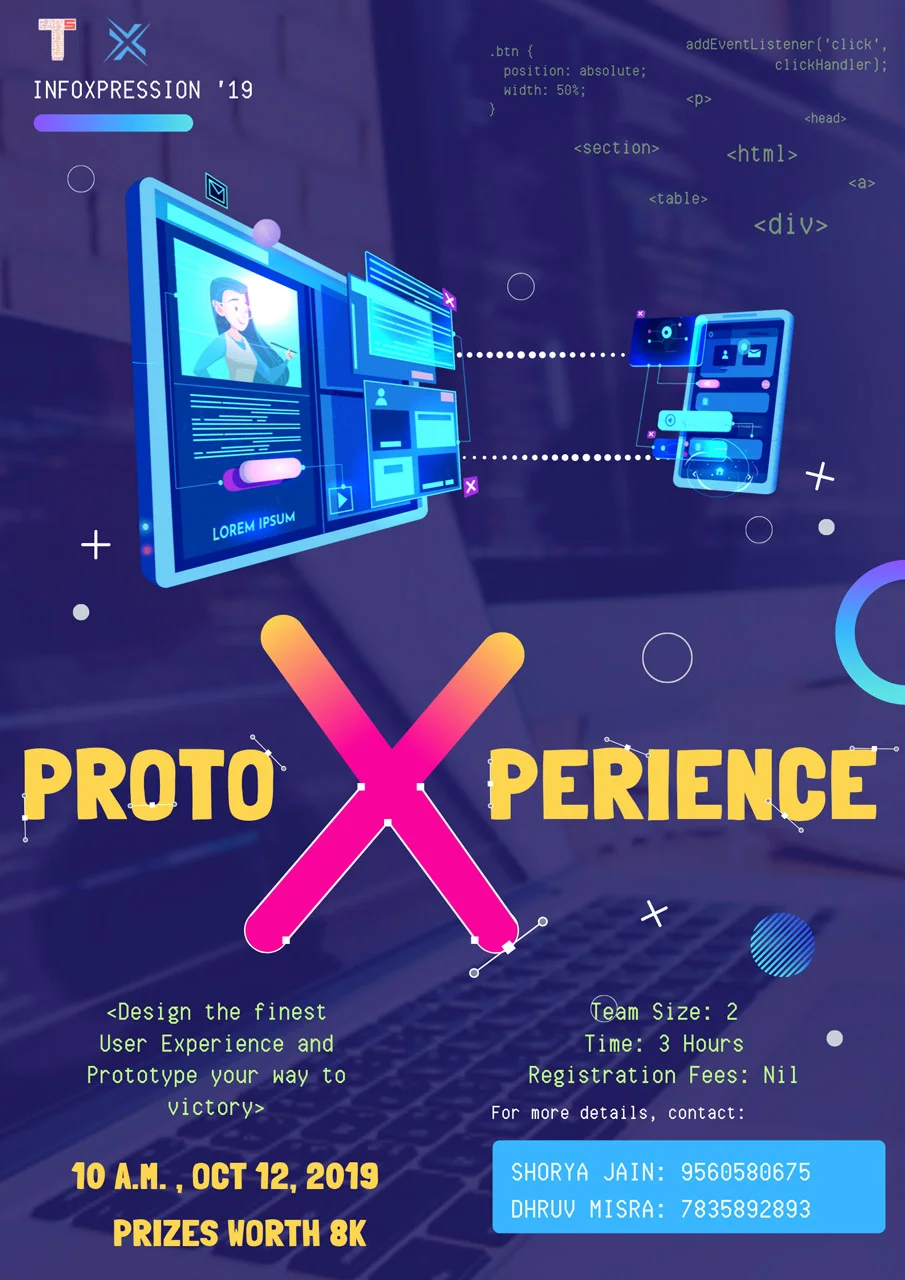 T5
INFOXPRESSION '19
.btn {
position: absolute;
width: 50%;
}
addEventListener('click',
clickHandler);
<p>
<head>
<section>
<html>
<a>
<table>
<div>
LOREM IPSUM
PROTO X PERIENCE
<Design the finest
User Experience and
Prototype your way to
victory>
10 A.M. , OCT 12, 2019
PRIZES WORTH 8K
Team Size: 2
Time: 3 Hours
Registration Fees: Nil
For more details, contact:
SHORYA JAIN: 9560580675
DHRUV MISRA: 7835892893